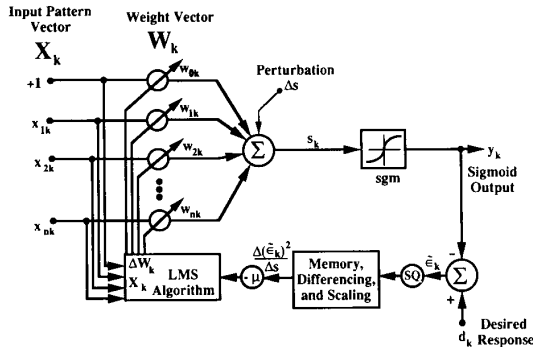 Input Pattern
Vector
X_k
Weight Vector
W_k
+1
w_0k
Perturbation
Δs
x_1k
w_1k
x_2k
w_2k
Σ
s_k
sgm
y_k
Sigmoid
Output
x_nk
w_nk
ΔW_k
X_k
LMS
Algorithm
-μ
Δ(ε̃_k)²
Δs
Memory,
Differencing,
and Scaling
SQ
ε̃_k
-
Σ
+
d_k
Desired
Response